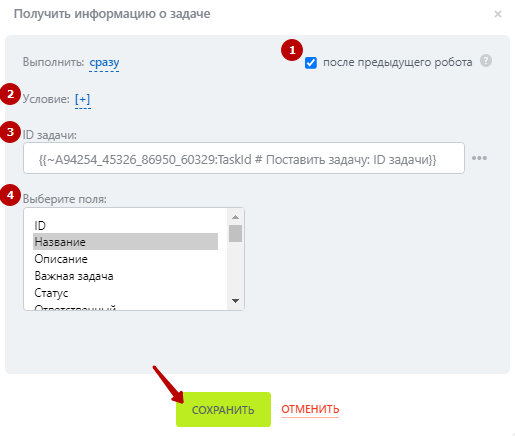 Получить информацию о задаче
Выполнить: сразу
1
после предыдущего робота ?
2
Условие: [+]
3
ID задачи:
{{~A94254_45326_86950_60329:TaskId # Поставить задачу: ID задачи}}
4
Выберите поля:
ID
Название
Описание
Важная задача
Статус
Ответственный
СОХРАНИТЬ ОТМЕНИТЬ